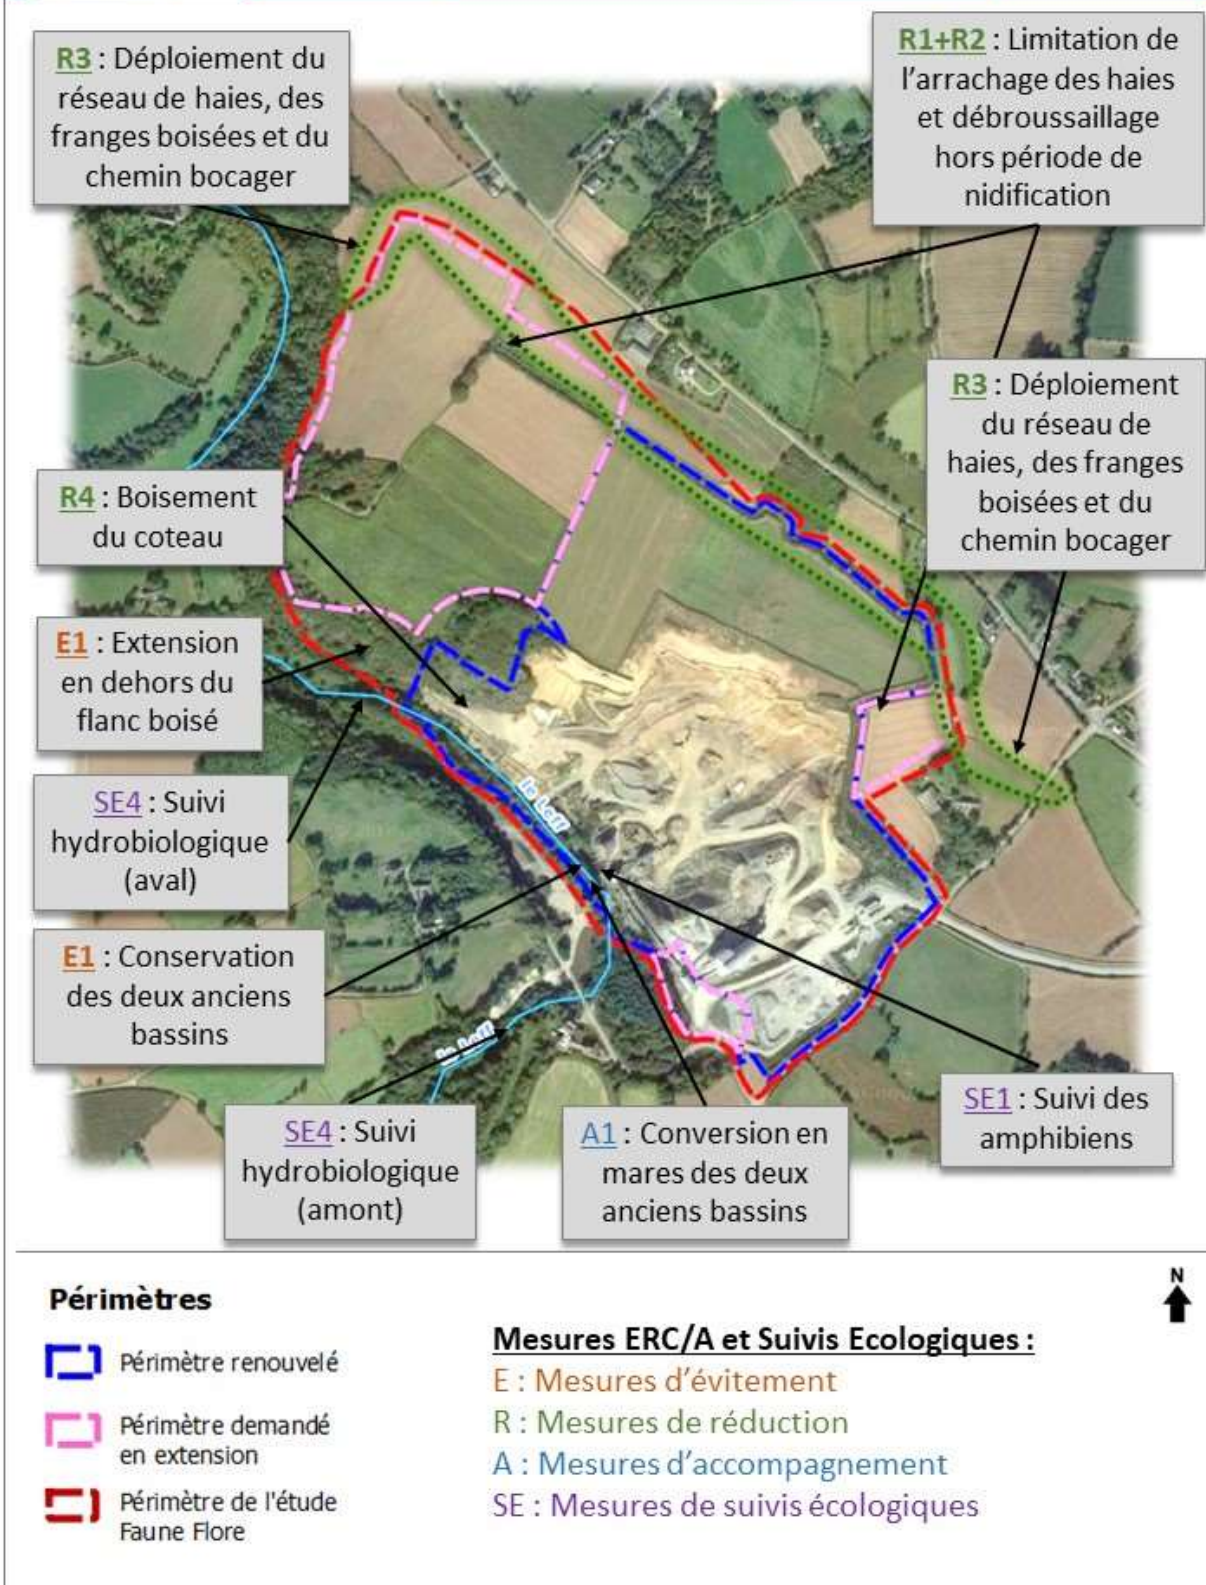 R3 : Déploiement du
réseau de haies, des
franges boisées et du
chemin bocager
R1+R2 : Limitation de
l'arrachage des haies
et débroussaillage
hors période de
nidification
R3 : Déploiement
du réseau de
haies, des franges
boisées et du
chemin bocager
R4 : Boisement
du coteau
E1 : Extension
en dehors du
flanc boisé
SE4 : Suivi
hydrobiologique
(aval)
le Leff
E1 : Conservation
des deux anciens
bassins
le Leff
SE4 : Suivi
hydrobiologique
(amont)
A1 : Conversion en
mares des deux
anciens bassins
SE1 : Suivi des
amphibiens
Périmètres
Périmètre renouvelé
Périmètre demandé
en extension
Périmètre de l'étude
Faune Flore
N
Mesures ERC/A et Suivis Ecologiques :
E : Mesures d'évitement
R : Mesures de réduction
A : Mesures d'accompagnement
SE : Mesures de suivis écologiques